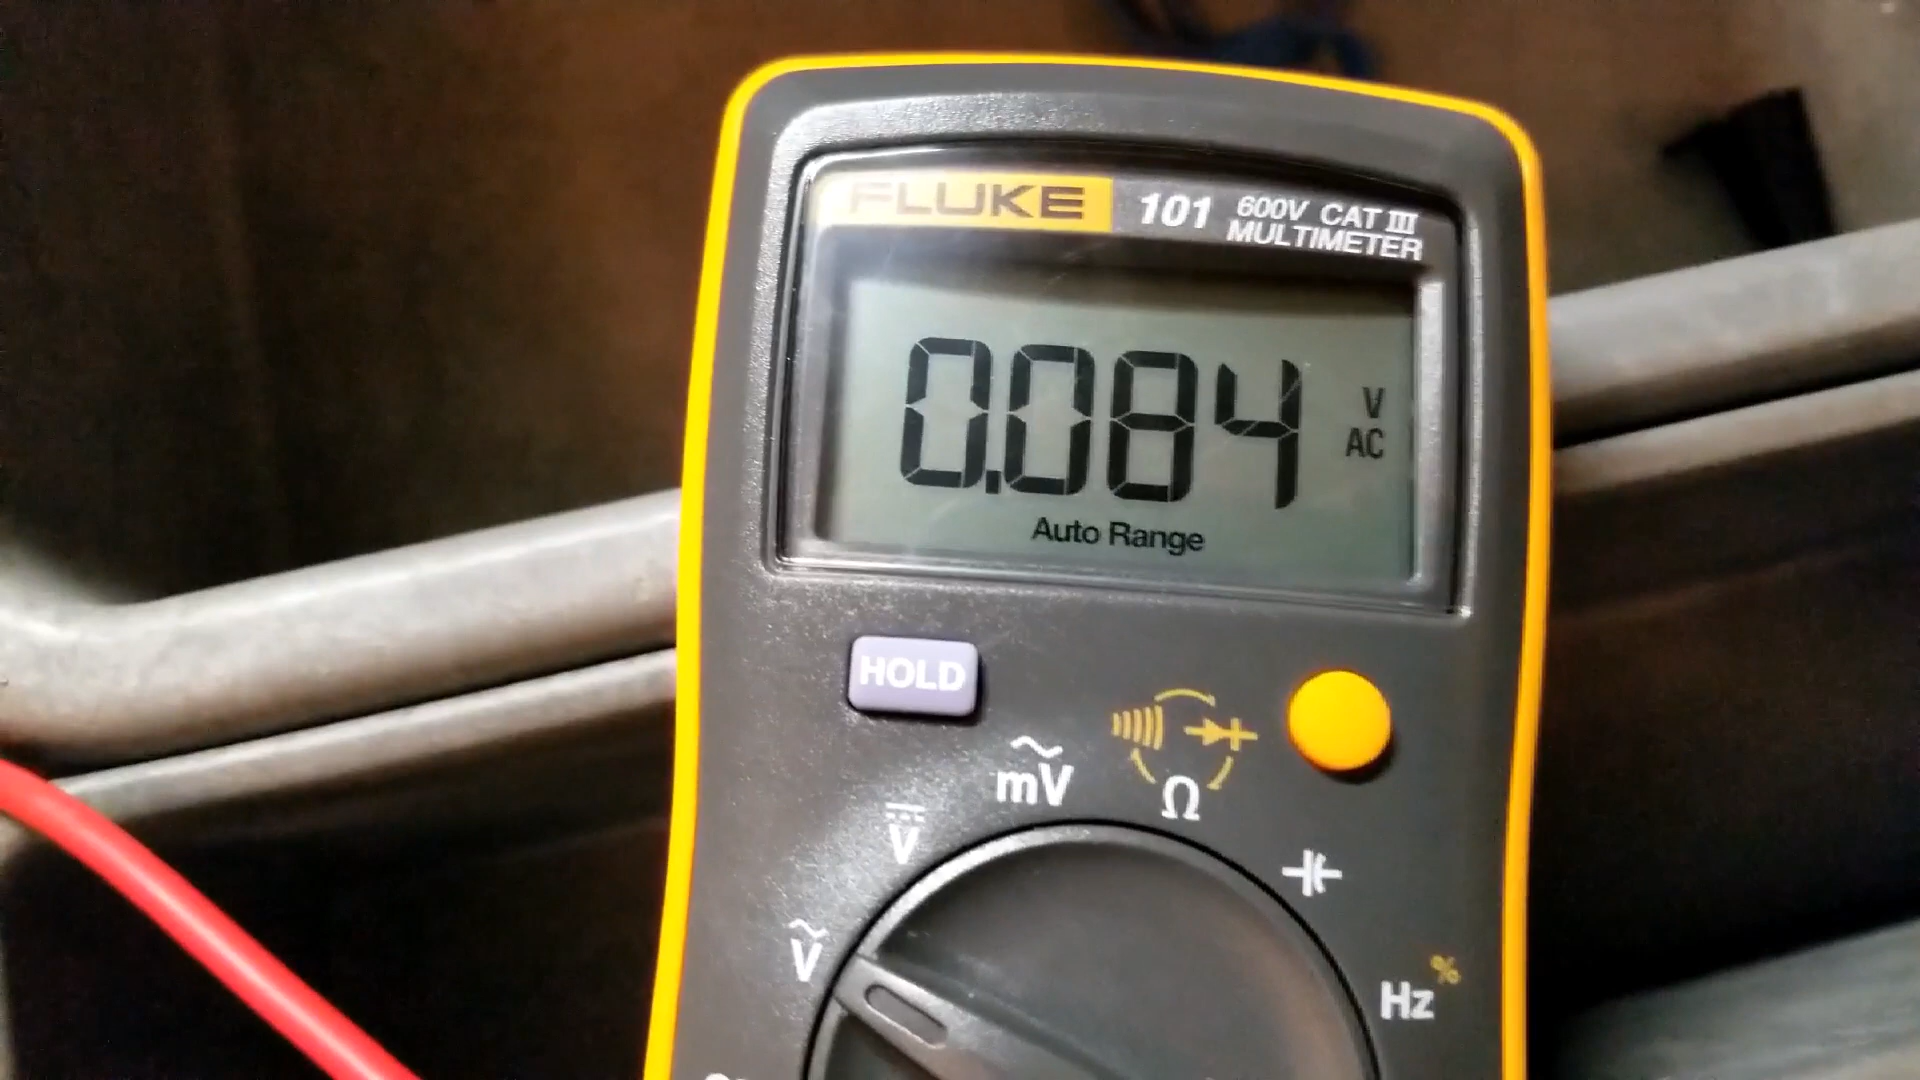 FLUKE 101 600V CAT III
MULTIMETER
0.084 V
AC
Auto Range
HOLD
mV
Ω
V
V
%
Hz